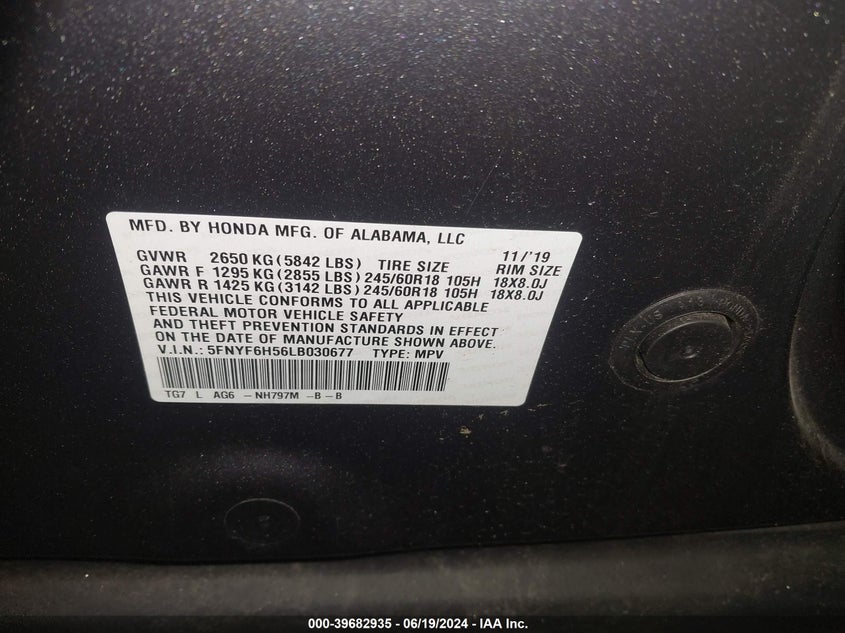 MFD. BY HONDA MFG. OF ALABAMA, LLC
GVWR 2650 KG (5842 LBS) TIRE SIZE 11/'19 RIM SIZE
GAWR F 1295 KG (2855 LBS) 245/60R18 105H 18X8.0J
GAWR R 1425 KG (3142 LBS) 245/60R18 105H 18X8.0J
THIS VEHICLE CONFORMS TO ALL APPLICABLE
FEDERAL MOTOR VEHICLE SAFETY
AND THEFT PREVENTION STANDARDS IN EFFECT
ON THE DATE OF MANUFACTURE SHOWN ABOVE.
V.I.N.: 5FNYF6H56LB030677 TYPE: MPV
TG7 L AG6 -NH797M -B-B
000-39682935 - 06/19/2024 - IAA Inc.